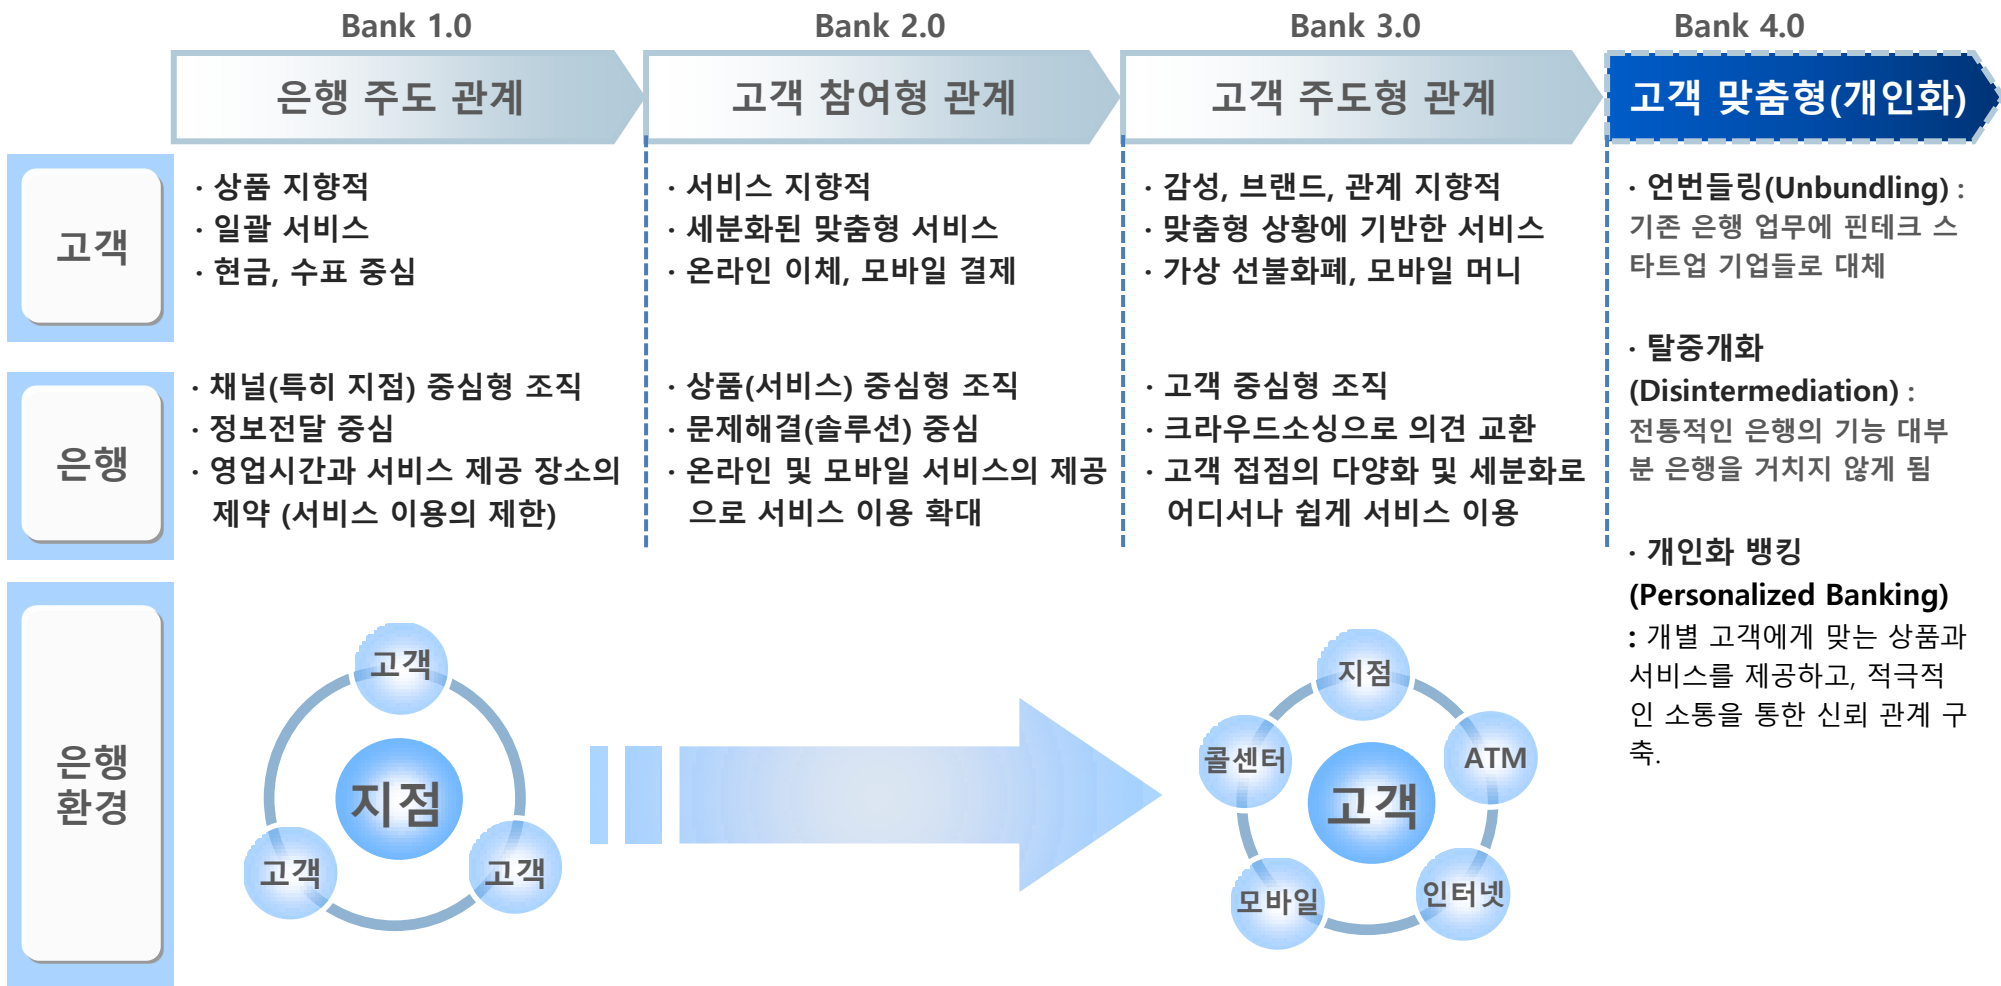 Bank 1.0
Bank 2.0
Bank 3.0
Bank 4.0
은행 주도 관계
고객 참여형 관계
고객 주도형 관계
고객 맞춤형(개인화)
고객
· 상품 지향적
· 일괄 서비스
· 현금, 수표 중심
· 서비스 지향적
· 세분화된 맞춤형 서비스
· 온라인 이체, 모바일 결제
· 감성, 브랜드, 관계 지향적
· 맞춤형 상황에 기반한 서비스
· 가상 선불화폐, 모바일 머니
은행
· 채널(특히 지점) 중심형 조직
· 정보전달 중심
· 영업시간과 서비스 제공 장소의
제약 (서비스 이용의 제한)
· 상품(서비스) 중심형 조직
· 문제해결(솔루션) 중심
· 온라인 및 모바일 서비스의 제공
으로 서비스 이용 확대
· 고객 중심형 조직
· 크라우드소싱으로 의견 교환
· 고객 접점의 다양화 및 세분화로
어디서나 쉽게 서비스 이용
· 언번들링(Unbundling) :
기존 은행 업무에 핀테크 스
타트업 기업들로 대체
· 탈중개화
(Disintermediation) :
전통적인 은행의 기능 대부
분 은행을 거치지 않게 됨
· 개인화 뱅킹
(Personalized Banking)
: 개별 고객에게 맞는 상품과
서비스를 제공하고, 적극적
인 소통을 통한 신뢰 관계 구
축.
은행
환경
고객
지점
고객
고객
지점
콜센터
ATM
고객
모바일
인터넷